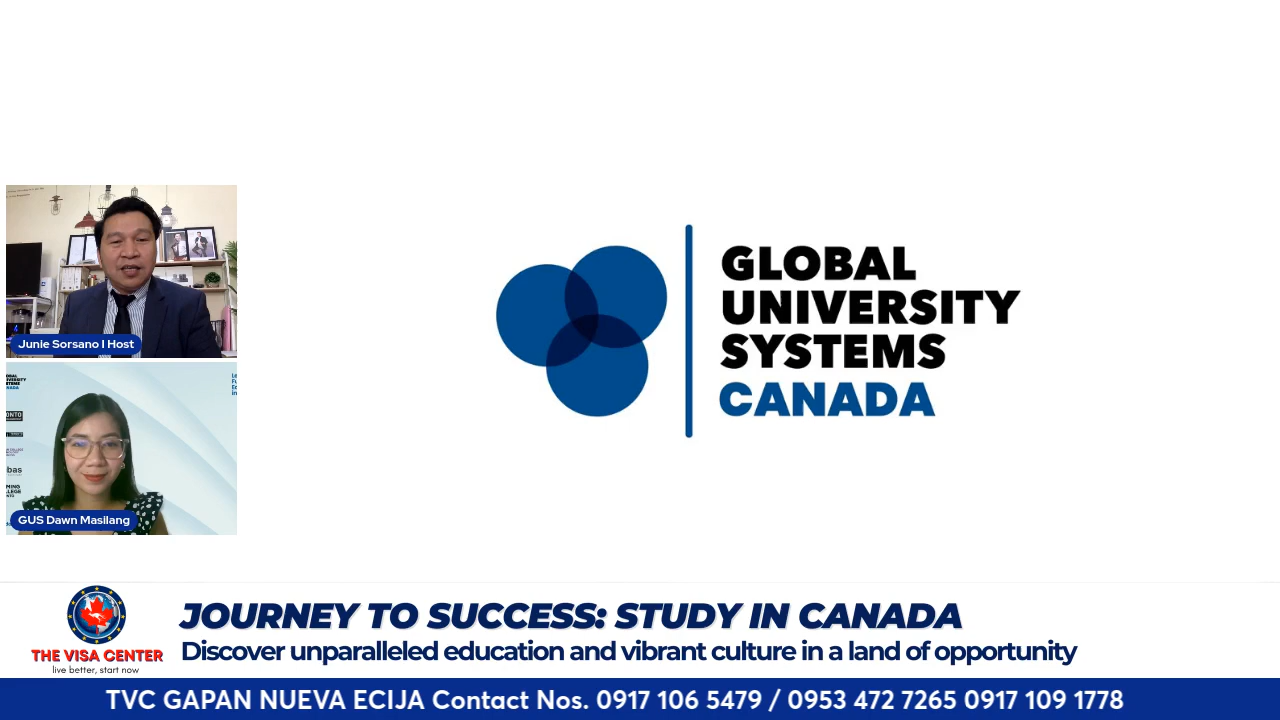 GLOBAL
UNIVERSITY
SYSTEMS
CANADA
Junie Sorsano I Host
GUS Dawn Masilang
THE VISA CENTER
live better, start now
JOURNEY TO SUCCESS: STUDY IN CANADA
Discover unparalleled education and vibrant culture in a land of opportunity
TVC GAPAN NUEVA ECIJA Contact Nos. 0917 106 5479 / 0953 472 7265 0917 109 1778